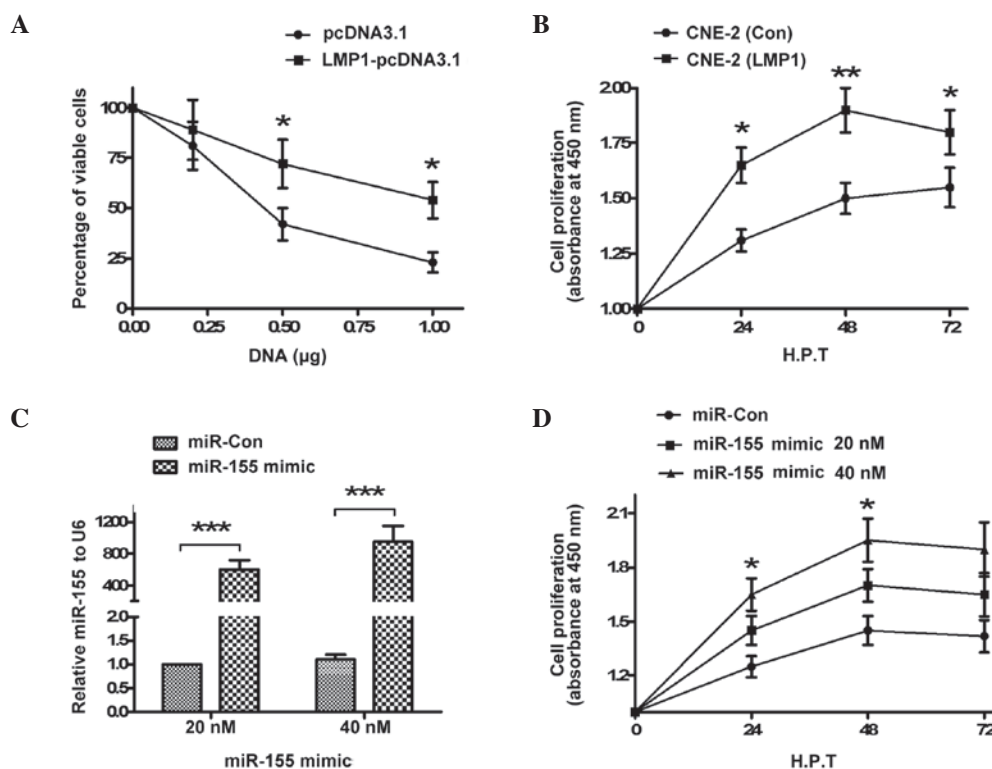 A
pcDNA3.1
LMP1-pcDNA3.1
Percentage of viable cells
100
75
50
25
0
*
*
0.00
0.25
0.50
0.75
1.00
DNA (µg)
B
CNE-2 (Con)
CNE-2 (LMP1)
Cell proliferation
(absorbance at 450 nm)
2.00
1.75
1.50
1.25
1.00
*
**
*
0
24
48
72
H.P.T
C
miR-Con
miR-155 mimic
Relative miR-155 to U6
1200
800
400
2.0
1.5
1.0
0.5
0.0
***
***
20 nM
40 nM
miR-155 mimic
D
miR-Con
miR-155 mimic 20 nM
miR-155 mimic 40 nM
Cell proliferation
(absorbance at 450 nm)
2.1
1.8
1.5
1.2
*
*
0
24
48
72
H.P.T